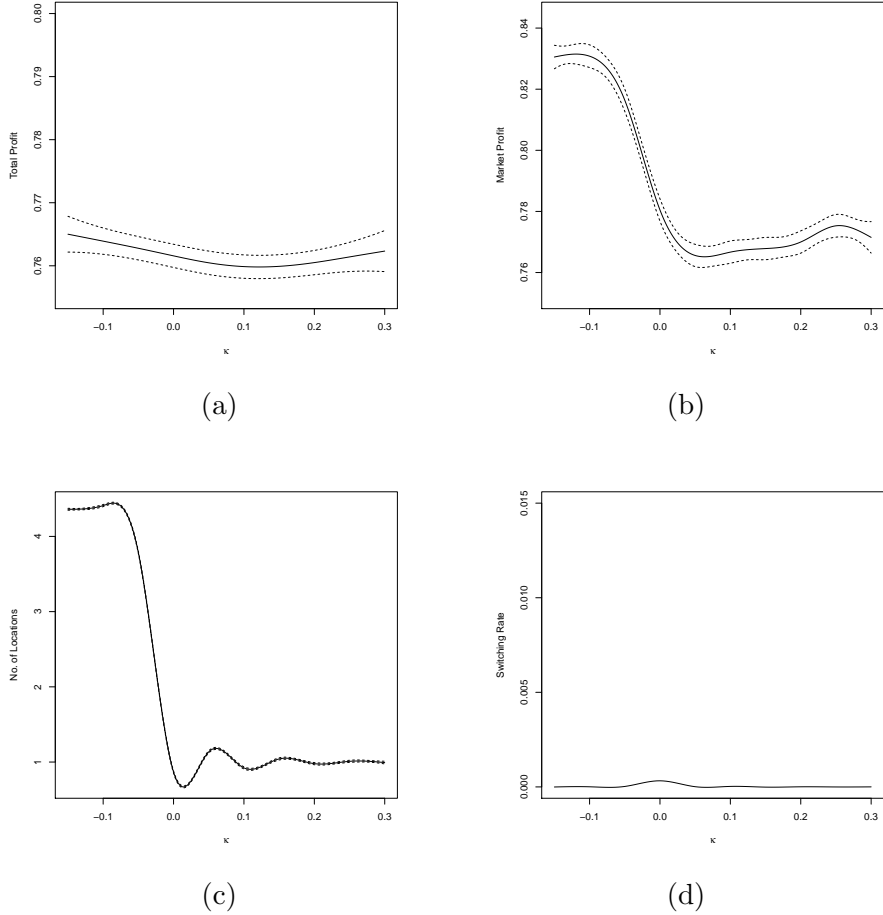 Total Profit
0.76 0.77 0.78 0.79 0.80
−0.1 0.0 0.1 0.2 0.3
κ
(a)
Market Profit
0.76 0.78 0.80 0.82 0.84
−0.1 0.0 0.1 0.2 0.3
κ
(b)
No. of Locations
1 2 3 4
−0.1 0.0 0.1 0.2 0.3
κ
(c)
Switching Rate
0.000 0.005 0.010 0.015
−0.1 0.0 0.1 0.2 0.3
κ
(d)